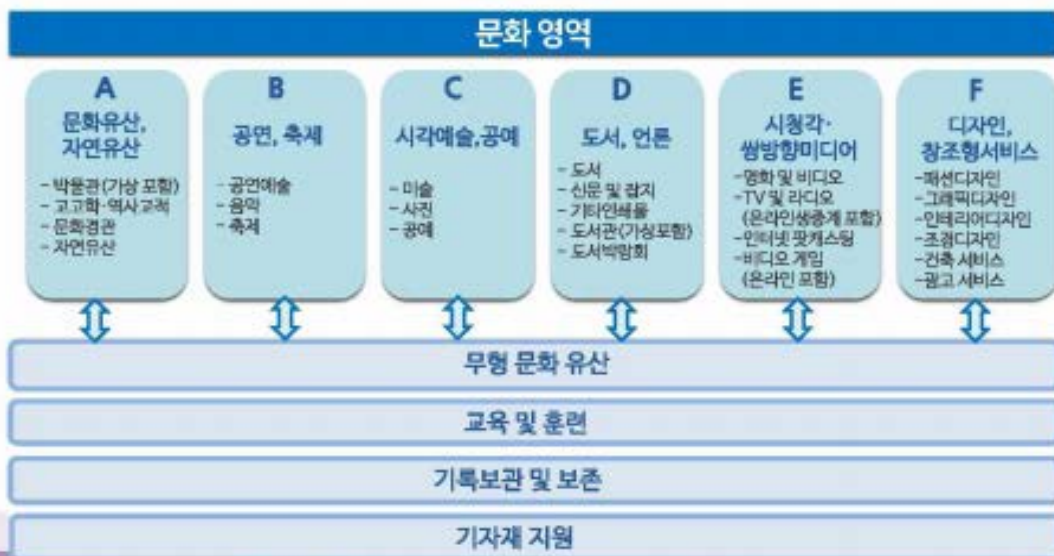 문화 영역
A
문화유산,
자연유산
- 박물관(가상 포함)
- 고고학·역사교적
- 문화경관
- 자연유산
B
공연, 축제
- 공연예술
- 음악
- 축제
C
시각예술,공예
- 미술
- 사진
- 공예
D
도서, 언론
- 도서
- 신문 및 잡지
- 기타인쇄물
- 도서관(가상포함)
- 도서박람회
E
시청각·
쌍방향미디어
-영화 및 비디오
-TV 및 라디오
(온라인생중계 포함)
-인터넷 팟캐스팅
-비디오 게임
(온라인 포함)
F
디자인,
창조형서비스
-패션디자인
-그래픽디자인
-인테리어디자인
-조경디자인
-건축 서비스
-광고 서비스
무형 문화 유산
교육 및 훈련
기록보관 및 보존
기자재 지원